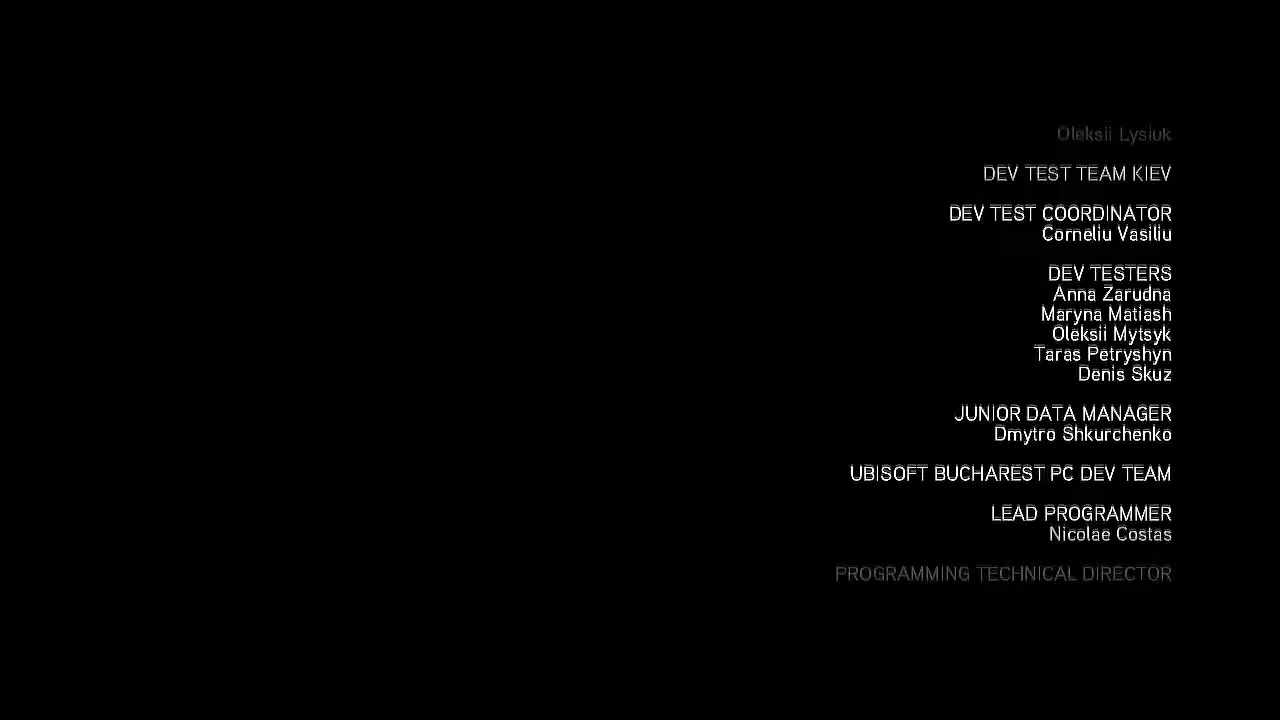 Oleksii Lysiuk
DEV TEST TEAM KIEV
DEV TEST COORDINATOR
Corneliu Vasiliu
DEV TESTERS
Anna Zarudna
Maryna Matiash
Oleksii Mytsyk
Taras Petryshyn
Denis Skuz
JUNIOR DATA MANAGER
Dmytro Shkurchenko
UBISOFT BUCHAREST PC DEV TEAM
LEAD PROGRAMMER
Nicolae Costas
PROGRAMMING TECHNICAL DIRECTOR